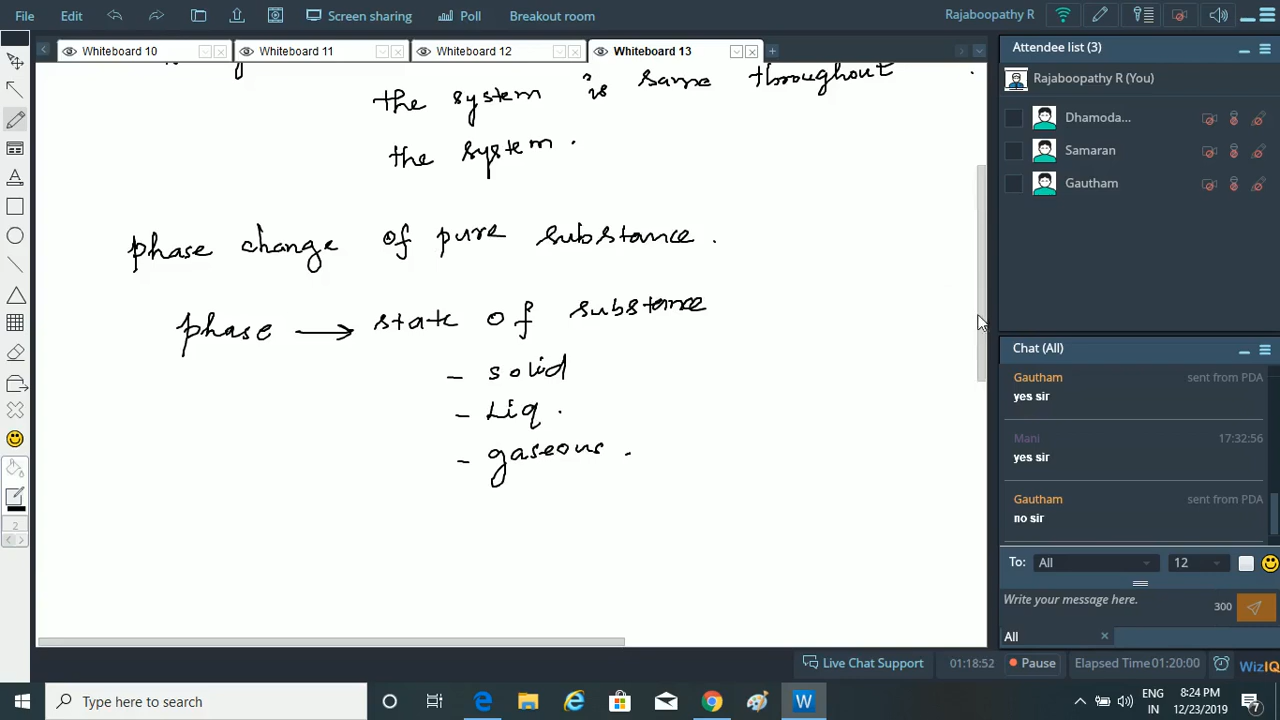 File Edit Screen sharing Poll Breakout room Rajaboopathy R
Whiteboard 10 Whiteboard 11 Whiteboard 12 Whiteboard 13 +
the system is same throughout .
the system .
phase change of pure substance .
phase → state of substance
- solid
- Liq .
- gaseous .
Attendee list (3)
Rajaboopathy R (You)
Dhamoda...
Samaran
Gautham
Chat (All)
Gautham sent from PDA
yes sir
Mani 17:32:56
yes sir
Gautham sent from PDA
no sir
To: All 12
Write your message here. 300
All
2
Live Chat Support 01:18:52 Pause Elapsed Time 01:20:00 WizIQ
Type here to search
ENG
IN
8:24 PM
12/23/2019
7